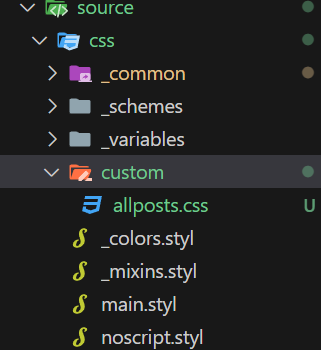 source
css
_common
_schemes
_variables
custom
allposts.css
U
_colors.styl
_mixins.styl
main.styl
noscript.styl